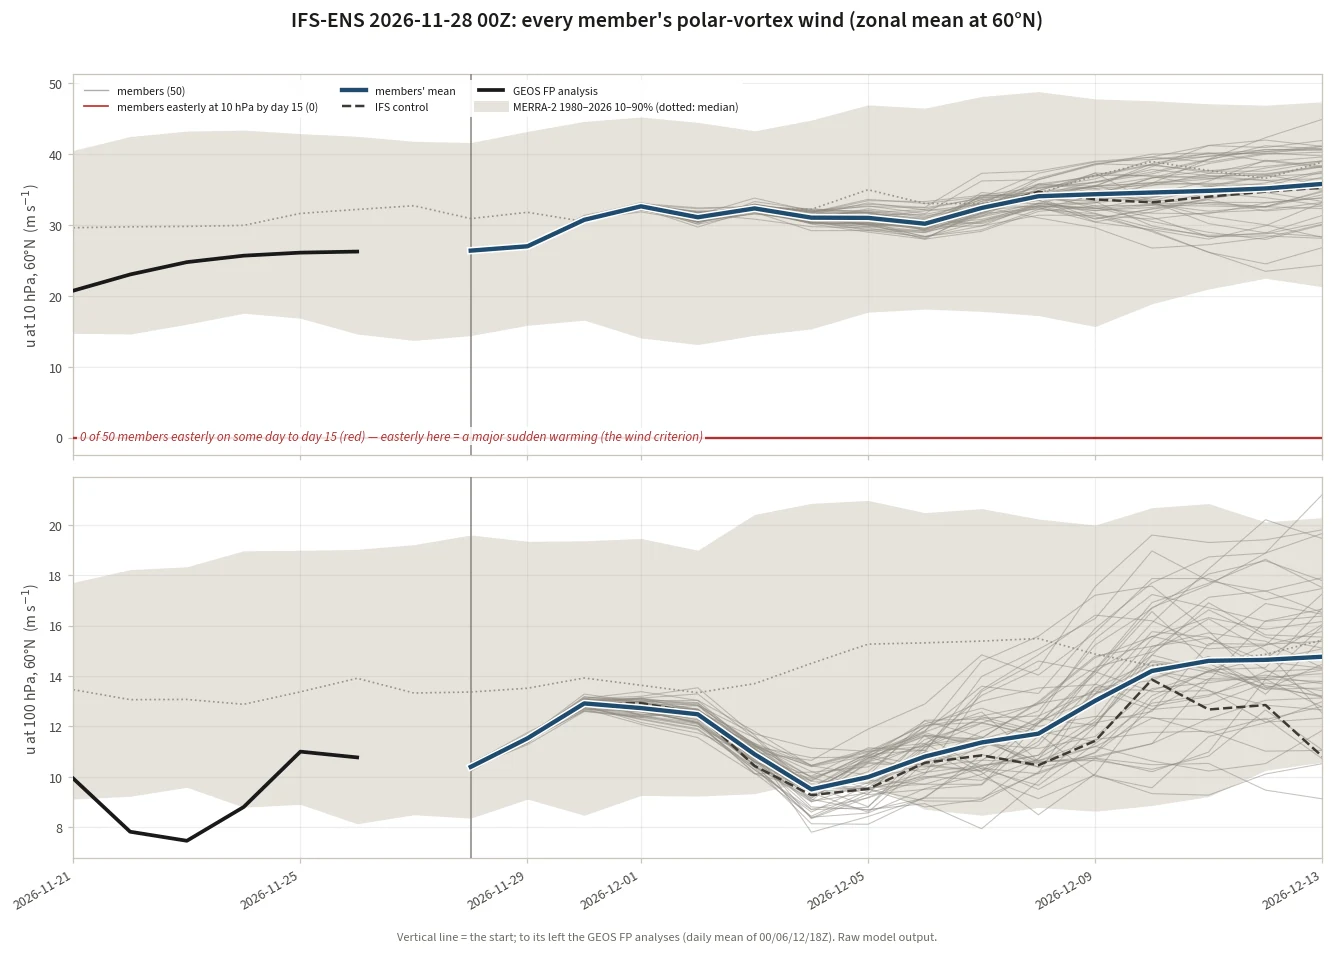 IFS-ENS 2026-11-28 00Z: every member's polar-vortex wind (zonal mean at 60°N)
members (50)
members easterly at 10 hPa by day 15 (0)
members' mean
IFS control
GEOS FP analysis
MERRA-2 1980–2026 10–90% (dotted: median)
u at 10 hPa, 60°N (m s⁻¹)
50
40
30
20
10
0
0 of 50 members easterly on some day to day 15 (red) — easterly here = a major sudden warming (the wind criterion)
u at 100 hPa, 60°N (m s⁻¹)
20
18
16
14
12
10
8
2026-11-21
2026-11-25
2026-11-29
2026-12-01
2026-12-05
2026-12-09
2026-12-13
Vertical line = the start; to its left the GEOS FP analyses (daily mean of 00/06/12/18Z). Raw model output.